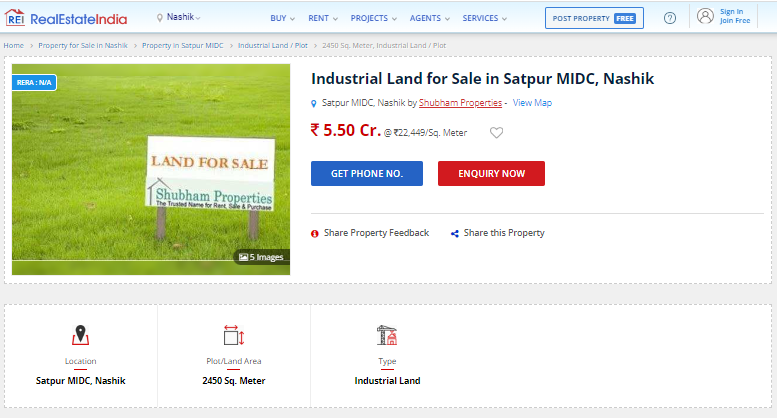 REI RealEstateIndia
Nashik
BUY RENT PROJECTS AGENTS SERVICES
POST PROPERTY FREE
?
Sign In
Join Free
Home > Property for Sale in Nashik > Property in Satpur MIDC > Industrial Land / Plot > 2450 Sq. Meter, Industrial Land / Plot
RERA : N/A
LAND FOR SALE
Shubham Properties
The Trusted Name for Rent, Sale & Purchase
5 Images
Industrial Land for Sale in Satpur MIDC, Nashik
Satpur MIDC, Nashik by Shubham Properties - View Map
₹ 5.50 Cr. @ ₹22,449/Sq. Meter
GET PHONE NO. ENQUIRY NOW
Share Property Feedback Share this Property
Location
Satpur MIDC, Nashik
Plot/Land Area
2450 Sq. Meter
Type
Industrial Land